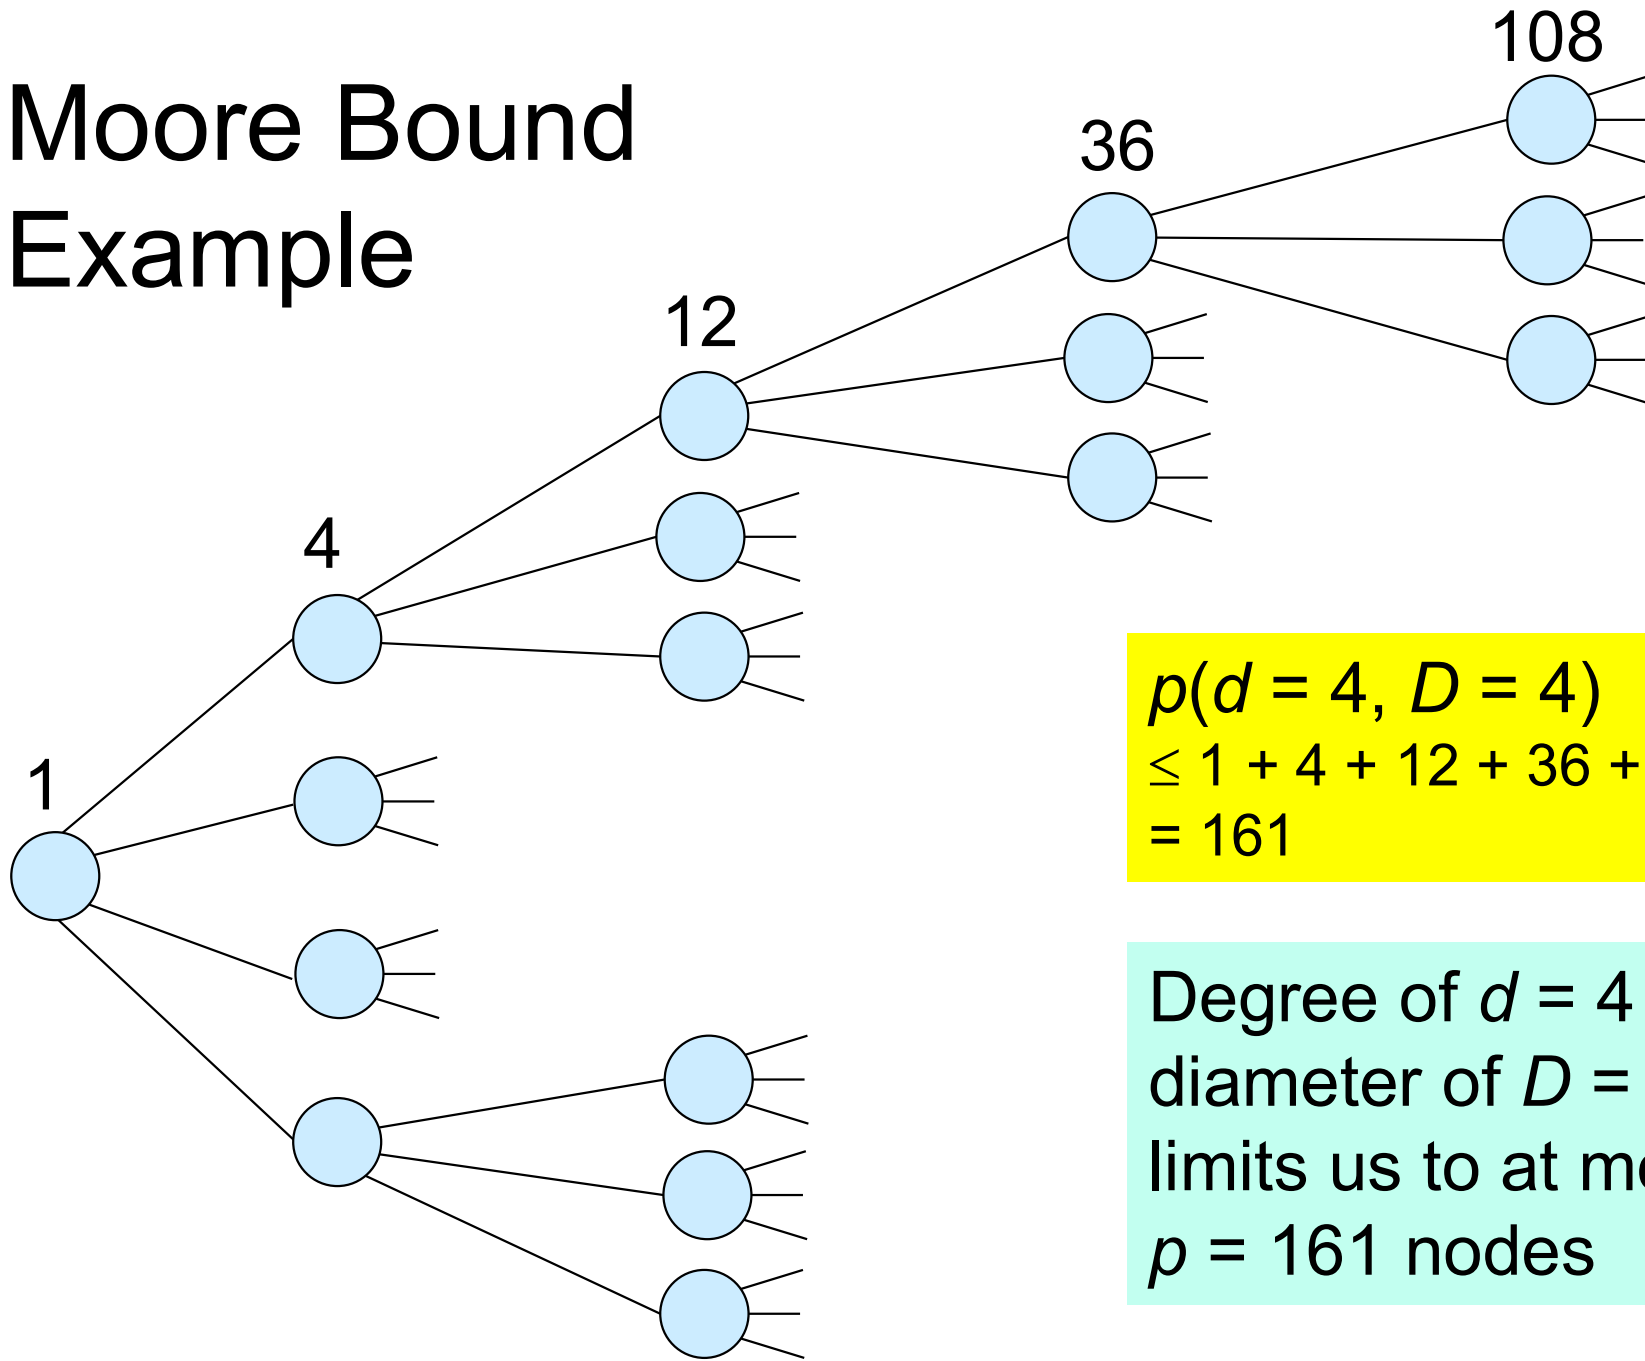 Moore Bound
Example
108
36
12
4
1
p(d = 4, D = 4)
≤ 1 + 4 + 12 + 36 +
= 161
Degree of d = 4
diameter of D =
limits us to at
p = 161 nodes